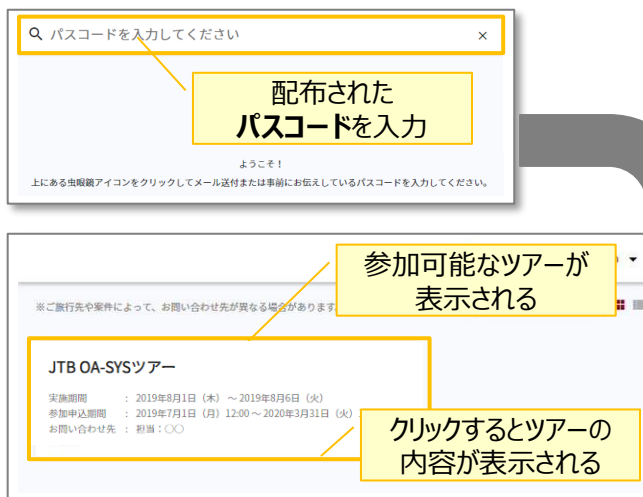 パスコードを入力してください ×
配布された
パスコードを入力
ようこそ！
上にある虫眼鏡アイコンをクリックしてメール送付または事前にお伝えしているパスコードを入力してください。
参加可能なツアーが
表示される
※ご旅行先や案件によって、お問い合わせ先が異なる場合があります
JTB OA-SYSツアー
実施期間 : 2019年8月1日（木）～2019年8月6日（火）
参加申込期間 : 2019年7月1日（月）12:00～2020年3月31日（火）
お問い合わせ先 : 担当：○○
クリックするとツアーの
内容が表示される